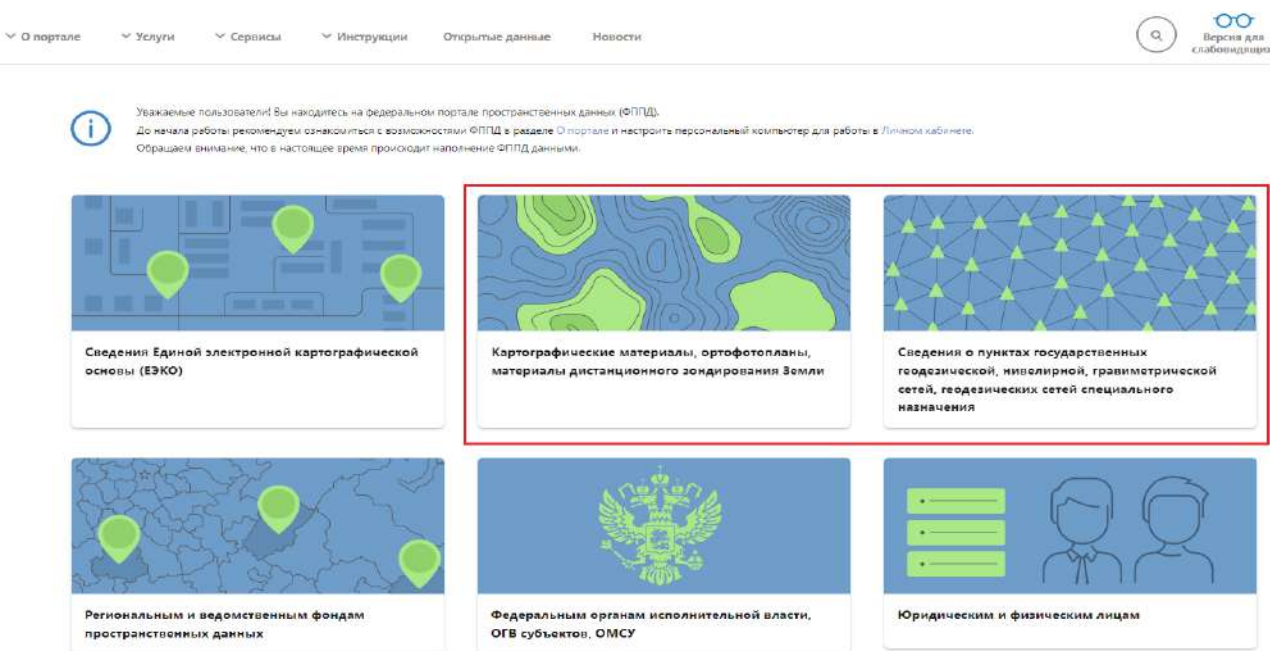 О портале
Услуги
Сервисы
Инструкции
Открытые данные
Новости
Версия для
слабовидящих
Уважаемые пользователи! Вы находитесь на федеральном портале пространственных данных (ФППД).
До начала работы рекомендуем ознакомиться с возможностями ФППД в разделе О портале и настроить персональный компьютер для работы в Личном кабинете.
Обращаем внимание, что в настоящее время происходит наполнение ФППД данными.
Сведения Единой электронной картографической
основы (ЕЭКО)
Картографические материалы, ортофотопланы,
материалы дистанционного зондирования Земли
Сведения о пунктах государственных
геодезической, нивелирной, гравиметрической
сетей, геодезических сетей специального
назначения
Региональным и ведомственным фондам
пространственных данных
Федеральным органам исполнительной власти,
ОГВ субъектов, ОМСУ
Юридическим и физическим лицам